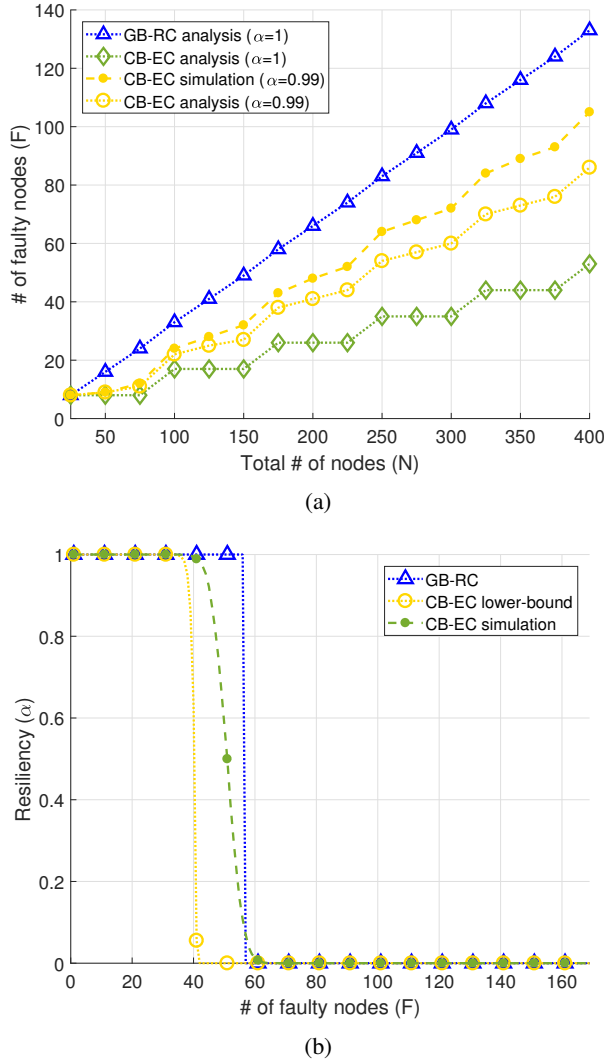 140
120
100
80
60
40
20
0
# of faulty nodes (F)
GB-RC analysis (α=1)
CB-EC analysis (α=1)
CB-EC simulation (α=0.99)
CB-EC analysis (α=0.99)
50 100 150 200 250 300 350 400
Total # of nodes (N)
(a)
1
0.8
0.6
0.4
0.2
0
Resiliency (α)
GB-RC
CB-EC lower-bound
CB-EC simulation
0 20 40 60 80 100 120 140 160
# of faulty nodes (F)
(b)